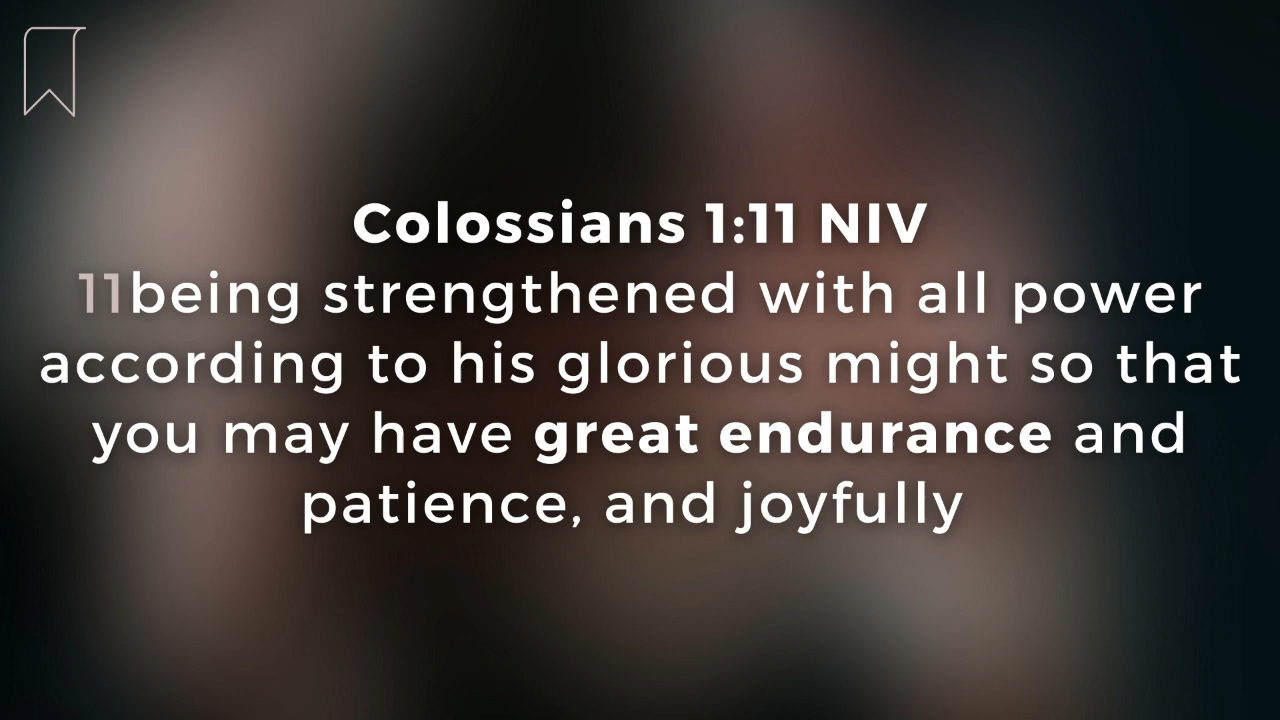 Colossians 1:11 NIV
11being strengthened with all power
according to his glorious might so that
you may have great endurance and
patience, and joyfully